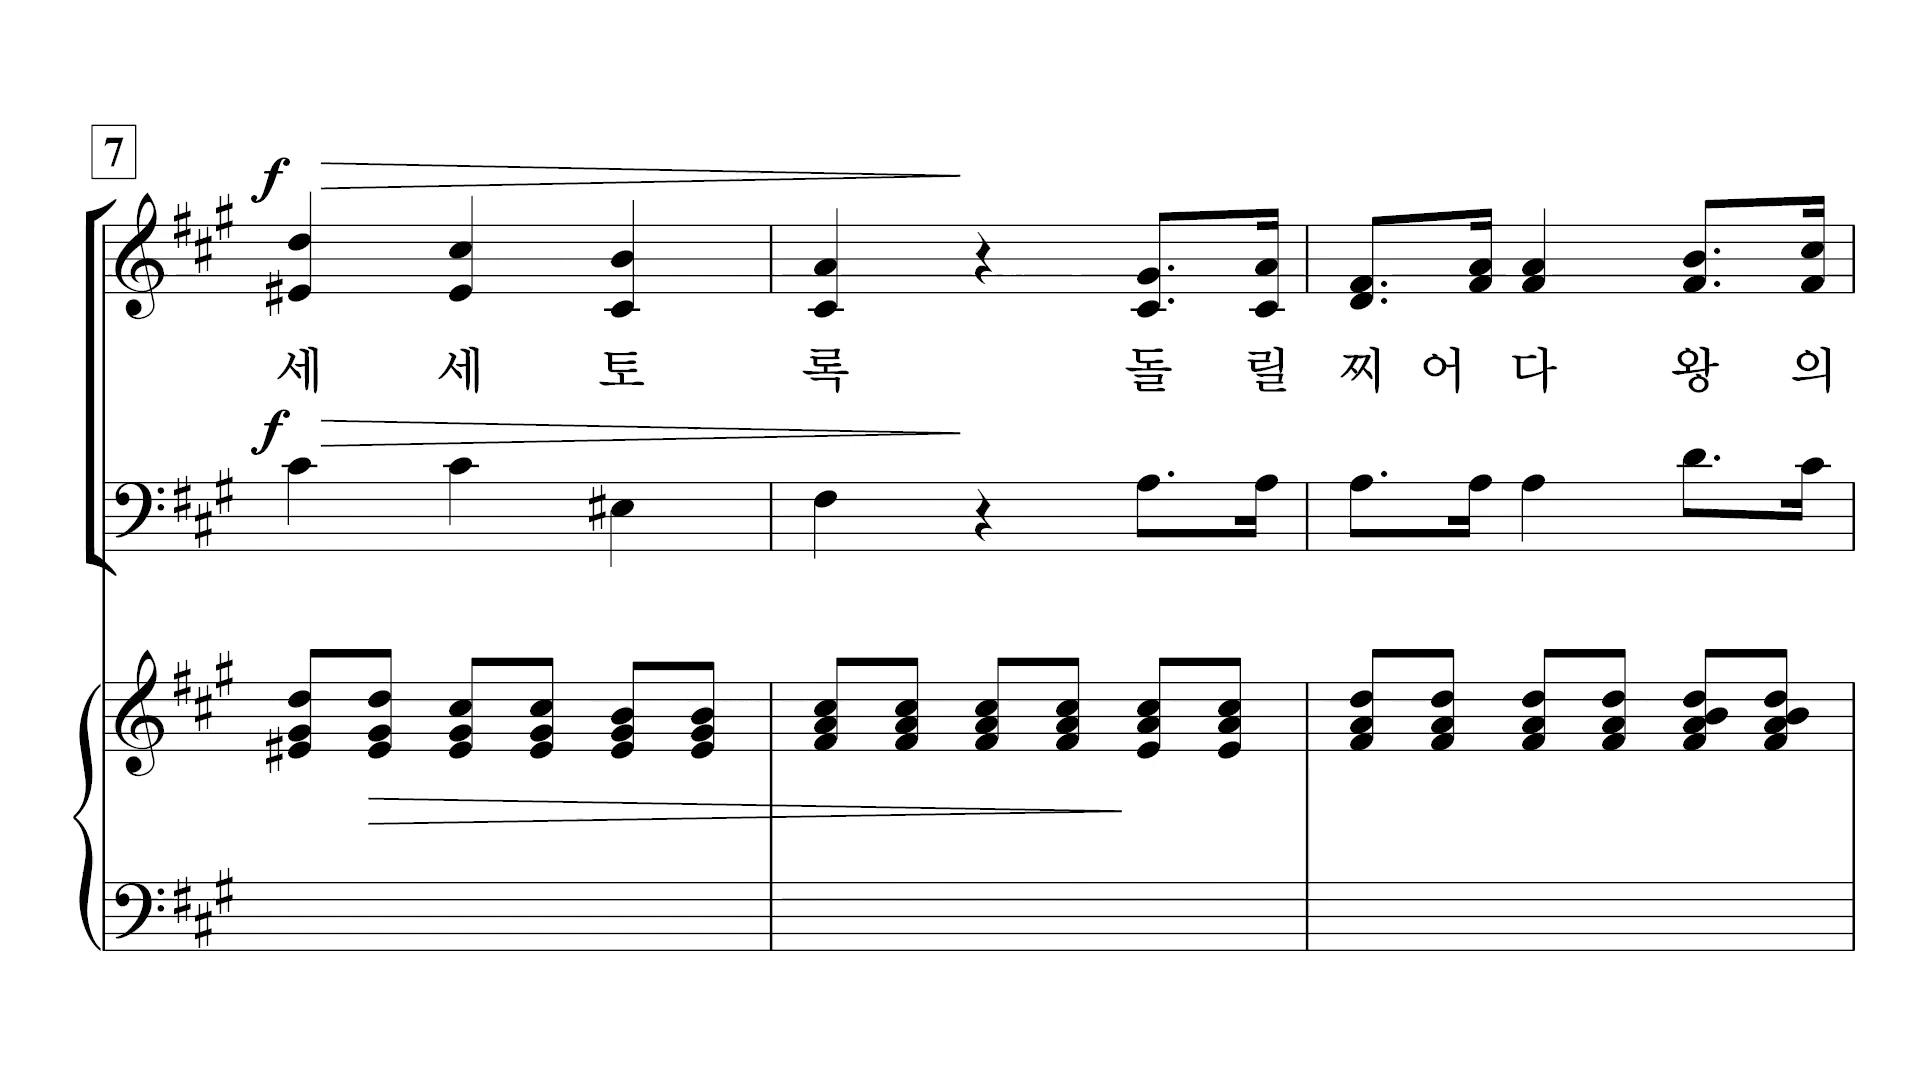 7
f
세 세 토 록 돌 릴 찌 어 다 왕 의
f